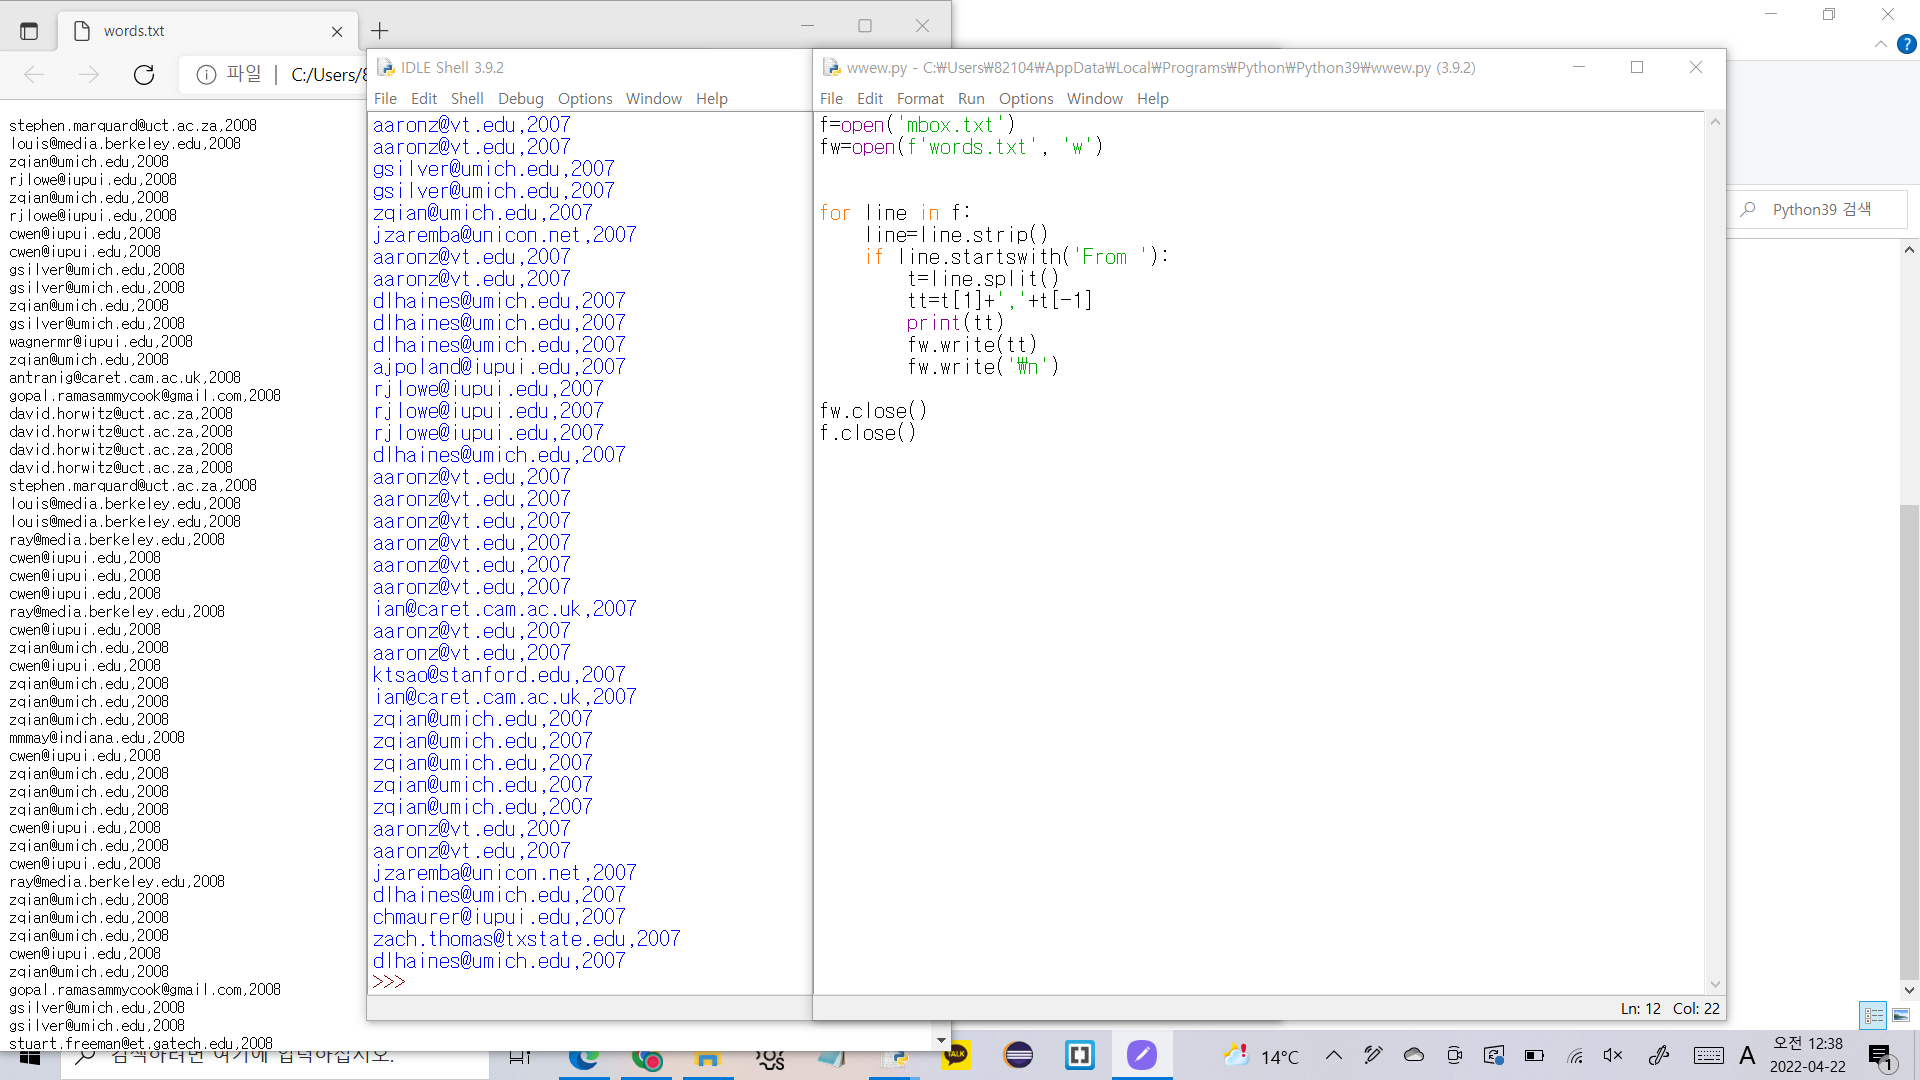 words.txt
파일 | C:/Users/8
stephen.marquard@uct.ac.za,2008
louis@media.berkeley.edu,2008
zqian@umich.edu,2008
rjlowe@iupui.edu,2008
zqian@umich.edu,2008
rjlowe@iupui.edu,2008
cwen@iupui.edu,2008
cwen@iupui.edu,2008
gsilver@umich.edu,2008
gsilver@umich.edu,2008
zqian@umich.edu,2008
gsilver@umich.edu,2008
wagnermr@iupui.edu,2008
zqian@umich.edu,2008
antranig@caret.cam.ac.uk,2008
gopal.ramasammycook@gmail.com,2008
david.horwitz@uct.ac.za,2008
david.horwitz@uct.ac.za,2008
david.horwitz@uct.ac.za,2008
david.horwitz@uct.ac.za,2008
stephen.marquard@uct.ac.za,2008
louis@media.berkeley.edu,2008
louis@media.berkeley.edu,2008
ray@media.berkeley.edu,2008
cwen@iupui.edu,2008
cwen@iupui.edu,2008
cwen@iupui.edu,2008
ray@media.berkeley.edu,2008
cwen@iupui.edu,2008
zqian@umich.edu,2008
cwen@iupui.edu,2008
zqian@umich.edu,2008
zqian@umich.edu,2008
zqian@umich.edu,2008
mmmay@indiana.edu,2008
cwen@iupui.edu,2008
zqian@umich.edu,2008
zqian@umich.edu,2008
zqian@umich.edu,2008
cwen@iupui.edu,2008
zqian@umich.edu,2008
cwen@iupui.edu,2008
ray@media.berkeley.edu,2008
zqian@umich.edu,2008
zqian@umich.edu,2008
zqian@umich.edu,2008
cwen@iupui.edu,2008
zqian@umich.edu,2008
gopal.ramasammycook@gmail.com,2008
gsilver@umich.edu,2008
gsilver@umich.edu,2008
stuart.freeman@et.gatech.edu,2008
IDLE Shell 3.9.2
File Edit Shell Debug Options Window Help
aaronz@vt.edu,2007
aaronz@vt.edu,2007
gsilver@umich.edu,2007
gsilver@umich.edu,2007
zqian@umich.edu,2007
jzaremba@unicon.net,2007
aaronz@vt.edu,2007
aaronz@vt.edu,2007
dlhaines@umich.edu,2007
dlhaines@umich.edu,2007
dlhaines@umich.edu,2007
ajpoland@iupui.edu,2007
rjlowe@iupui.edu,2007
rjlowe@iupui.edu,2007
rjlowe@iupui.edu,2007
dlhaines@umich.edu,2007
aaronz@vt.edu,2007
aaronz@vt.edu,2007
aaronz@vt.edu,2007
aaronz@vt.edu,2007
aaronz@vt.edu,2007
aaronz@vt.edu,2007
ian@caret.cam.ac.uk,2007
aaronz@vt.edu,2007
aaronz@vt.edu,2007
ktsao@stanford.edu,2007
ian@caret.cam.ac.uk,2007
zqian@umich.edu,2007
zqian@umich.edu,2007
zqian@umich.edu,2007
zqian@umich.edu,2007
zqian@umich.edu,2007
aaronz@vt.edu,2007
aaronz@vt.edu,2007
jzaremba@unicon.net,2007
dlhaines@umich.edu,2007
chmaurer@iupui.edu,2007
zach.thomas@txstate.edu,2007
dlhaines@umich.edu,2007
>>>
wwew.py - C:₩Users₩82104₩AppData₩Local₩Programs₩Python₩Python39₩wwew.py (3.9.2)
File Edit Format Run Options Window Help
f=open('mbox.txt')
fw=open(f'words.txt', 'w')
for line in f:
    line=line.strip()
    if line.startswith('From '):
        t=line.split()
        tt=t[1]+','+t[-1]
        print(tt)
        fw.write(tt)
        fw.write('₩n')
fw.close()
f.close()
Ln: 12 Col: 22
Python39 검색
검색하려면 여기에 입력하십시오.
TALK
14°C
A
오전 12:38
2022-04-22
1